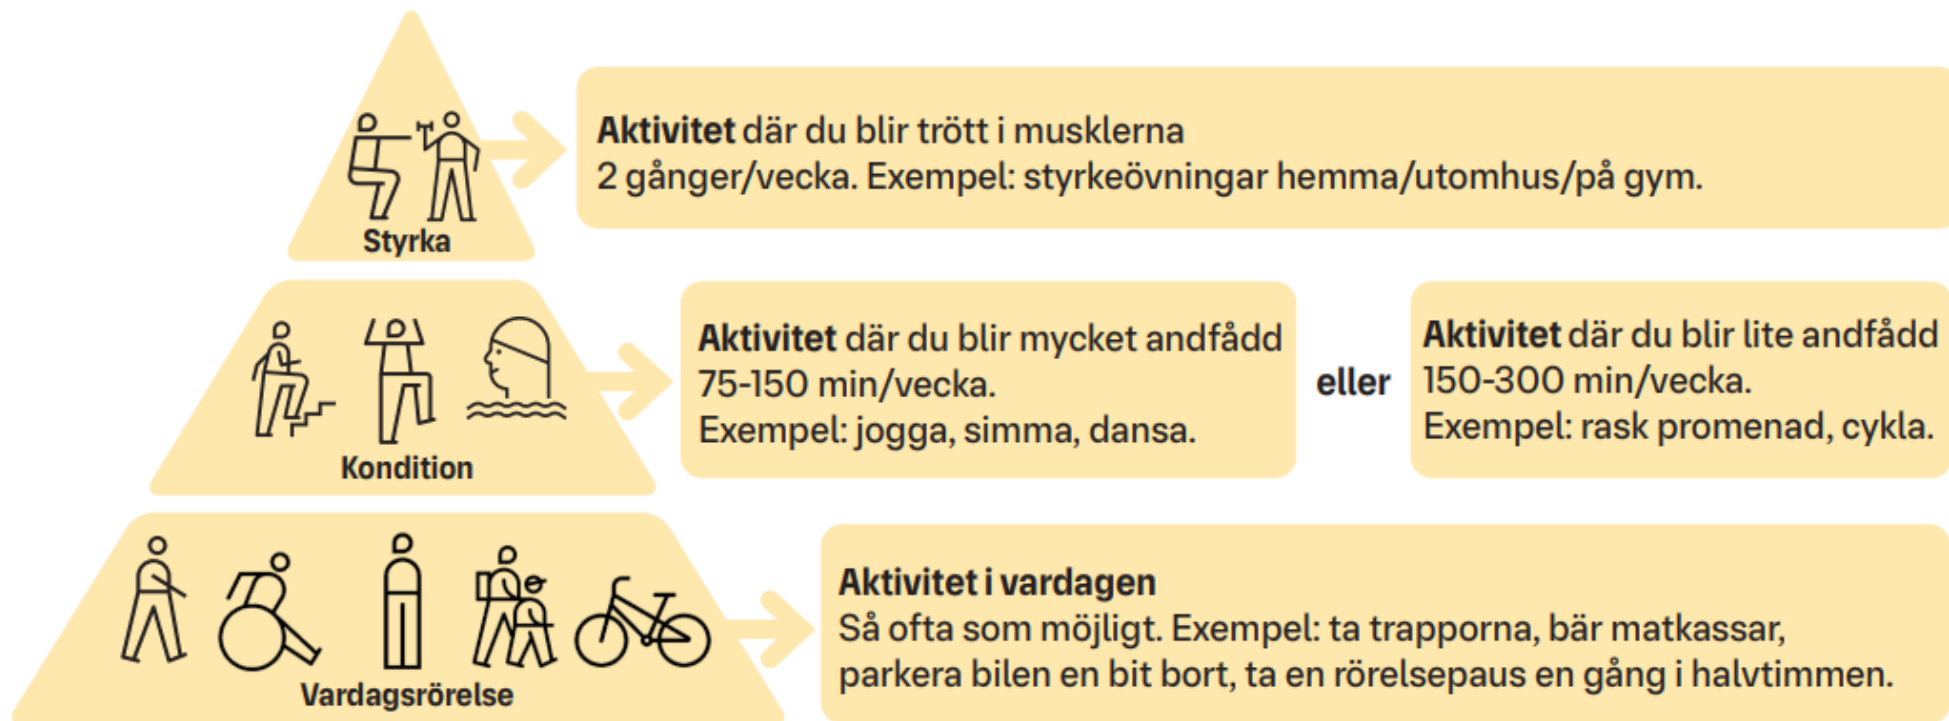 Aktivitet där du blir trött i musklerna
2 gånger/vecka. Exempel: styrkeövningar hemma/utomhus/på gym.
Styrka
Aktivitet där du blir mycket andfådd
75-150 min/vecka.
Exempel: jogga, simma, dansa.
eller
Aktivitet där du blir lite andfådd
150-300 min/vecka.
Exempel: rask promenad, cykla.
Kondition
Aktivitet i vardagen
Så ofta som möjligt. Exempel: ta trapporna, bär matkassar,
parkera bilen en bit bort, ta en rörelsepaus en gång i halvtimmen.
Vardagsrörelse